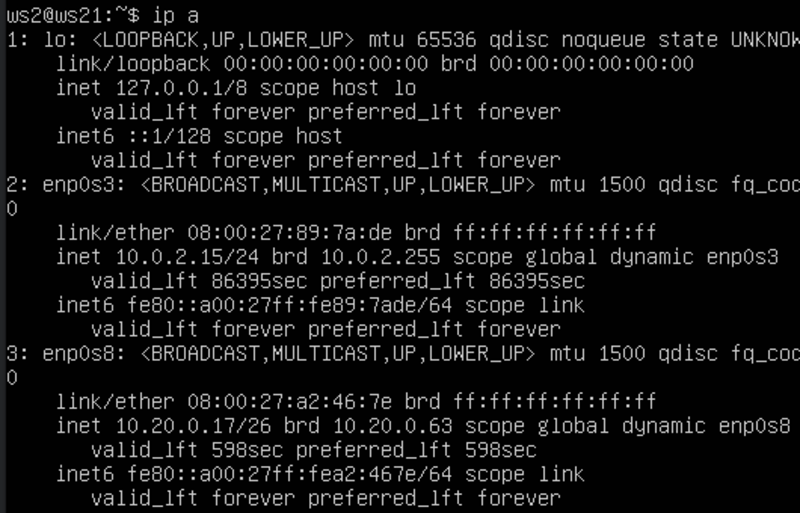 ws2@ws21:~$ ip a
1: lo: <LOOPBACK,UP,LOWER_UP> mtu 65536 qdisc noqueue state UNKNOW
link/loopback 00:00:00:00:00:00 brd 00:00:00:00:00:00
inet 127.0.0.1/8 scope host lo
valid_lft forever preferred_lft forever
inet6 ::1/128 scope host
valid_lft forever preferred_lft forever
2: enp0s3: <BROADCAST,MULTICAST,UP,LOWER_UP> mtu 1500 qdisc fq_cod
0
link/ether 08:00:27:89:7a:de brd ff:ff:ff:ff:ff:ff
inet 10.0.2.15/24 brd 10.0.2.255 scope global dynamic enp0s3
valid_lft 86395sec preferred_lft 86395sec
inet6 fe80::a00:27ff:fe89:7ade/64 scope link
valid_lft forever preferred_lft forever
3: enp0s8: <BROADCAST,MULTICAST,UP,LOWER_UP> mtu 1500 qdisc fq_cod
0
link/ether 08:00:27:a2:46:7e brd ff:ff:ff:ff:ff:ff
inet 10.20.0.17/26 brd 10.20.0.63 scope global dynamic enp0s8
valid_lft 598sec preferred_lft 598sec
inet6 fe80::a00:27ff:fea2:467e/64 scope link
valid_lft forever preferred_lft forever